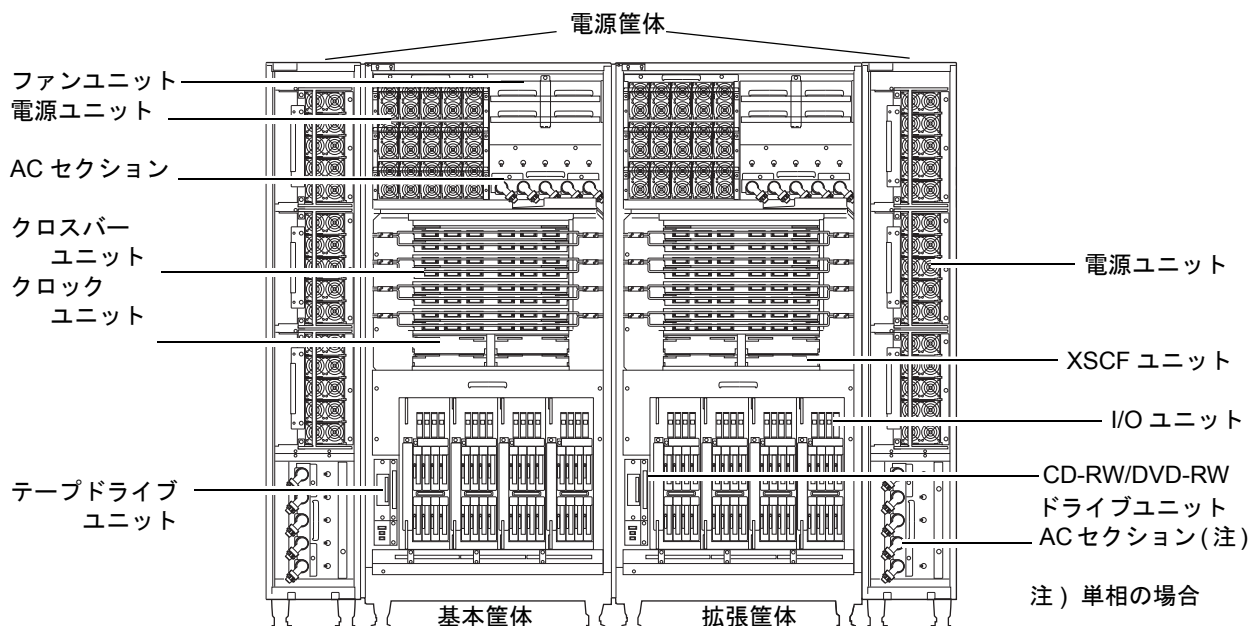 電源筐体
ファンユニット
電源ユニット
AC セクション
クロスバー
ユニット
クロック
ユニット
テープドライブ
ユニット
電源ユニット
XSCF ユニット
I/O ユニット
CD-RW/DVD-RW
ドライブユニット
AC セクション ( 注 )
注 ) 単相の場合
基本筐体
拡張筐体